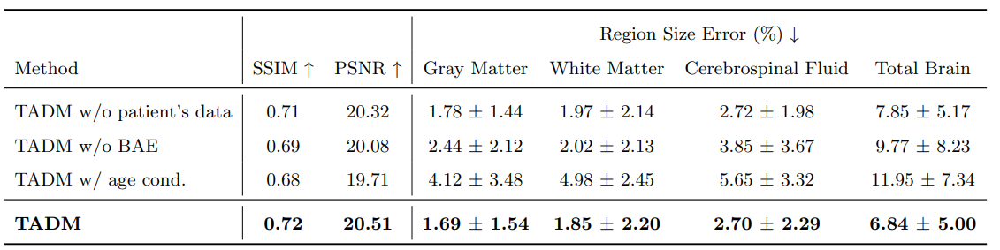 Region Size Error (%) ↓
Method SSIM ↑ PSNR ↑ Gray Matter White Matter Cerebrospinal Fluid Total Brain
TADM w/o patient's data 0.71 20.32 1.78 ± 1.44 1.97 ± 2.14 2.72 ± 1.98 7.85 ± 5.17
TADM w/o BAE 0.69 20.08 2.44 ± 2.12 2.02 ± 2.13 3.85 ± 3.67 9.77 ± 8.23
TADM w/ age cond. 0.68 19.71 4.12 ± 3.48 4.98 ± 2.45 5.65 ± 3.32 11.95 ± 7.34
TADM 0.72 20.51 1.69 ± 1.54 1.85 ± 2.20 2.70 ± 2.29 6.84 ± 5.00